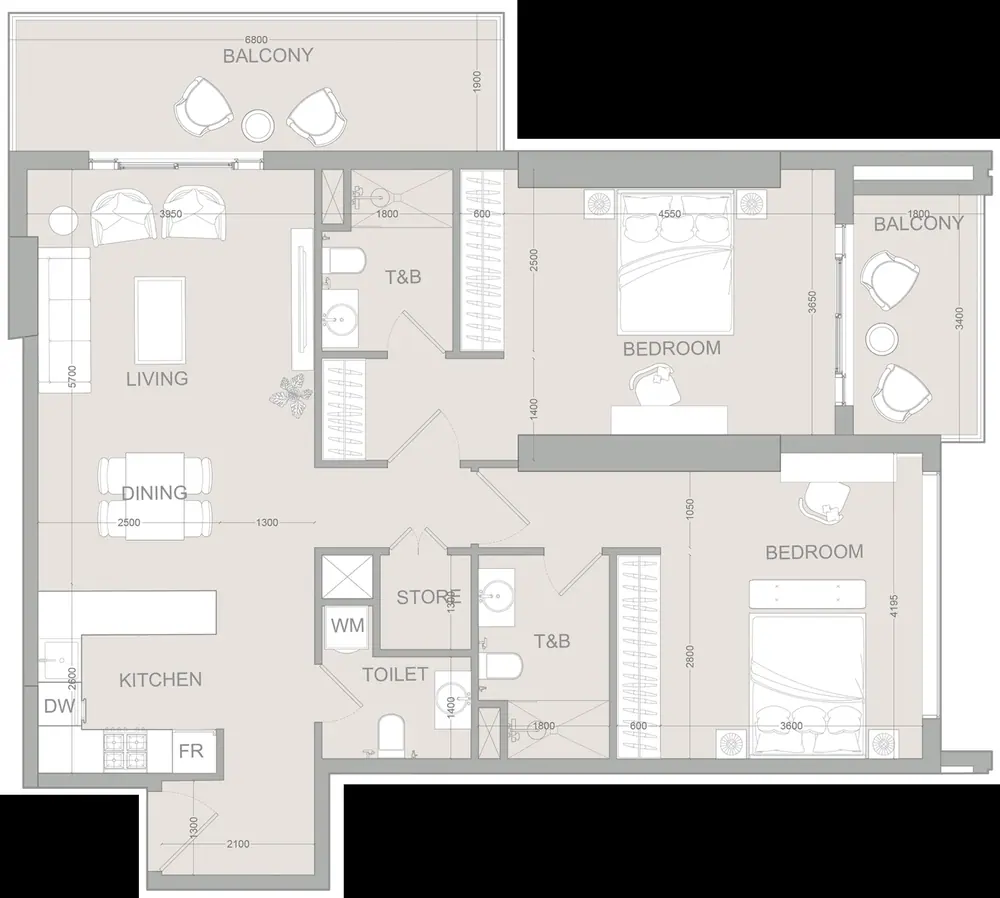 6800
BALCONY
1900
3950
1800
600
4550
1800
BALCONY
T&B
2500
3650
3400
BEDROOM
LIVING
5700
1400
DINING
2500
1300
1050
BEDROOM
STORE
1300
4195
WM
T&B
TOILET
KITCHEN
2600
2800
DW
1400
1800
600
3600
FR
1300
2100